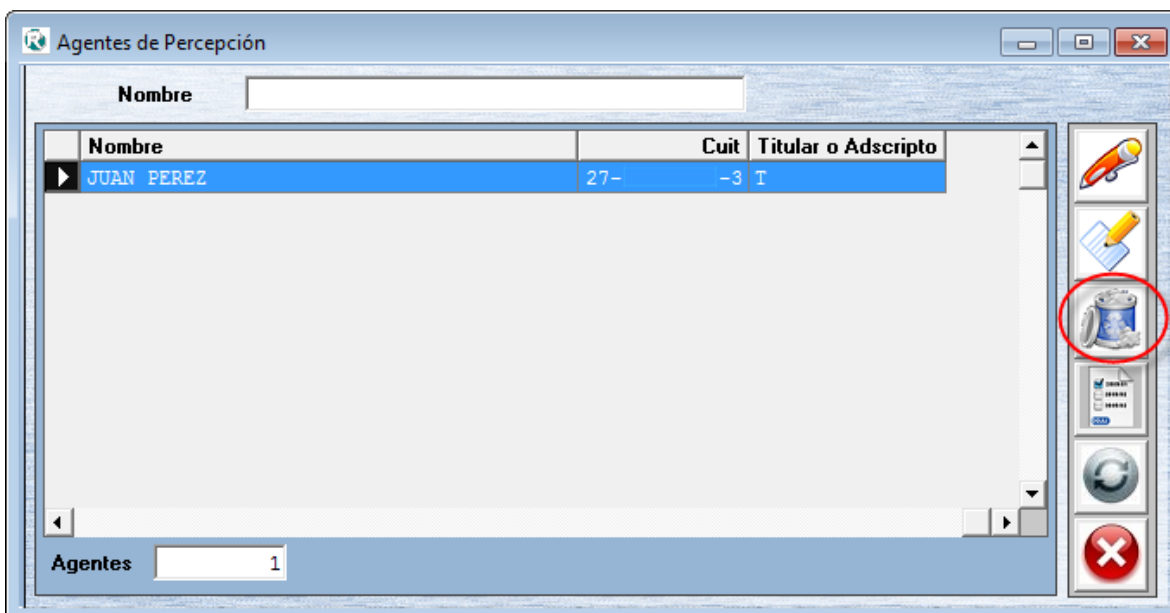 Agentes de Percepción
Nombre
Nombre Cuit Titular o Adscripto
JUAN PEREZ 27- -3 T
Agentes 1